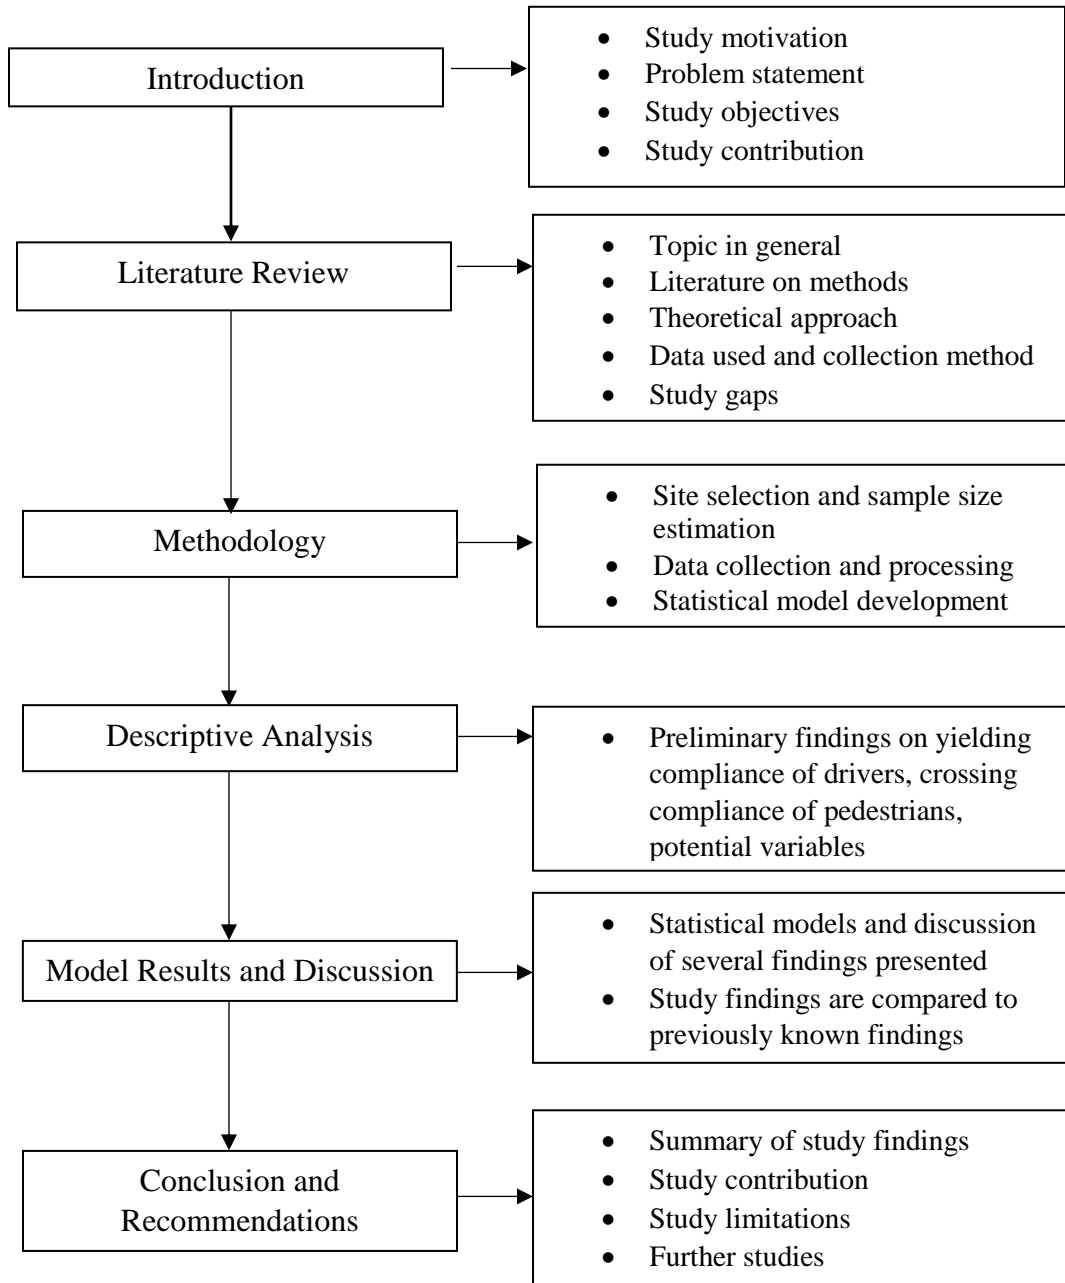 Introduction
• Study motivation
• Problem statement
• Study objectives
• Study contribution
Literature Review
• Topic in general
• Literature on methods
• Theoretical approach
• Data used and collection method
• Study gaps
Methodology
• Site selection and sample size
estimation
• Data collection and processing
• Statistical model development
Descriptive Analysis
• Preliminary findings on yielding
compliance of drivers, crossing
compliance of pedestrians,
potential variables
Model Results and Discussion
• Statistical models and discussion
of several findings presented
• Study findings are compared to
previously known findings
Conclusion and
Recommendations
• Summary of study findings
• Study contribution
• Study limitations
• Further studies